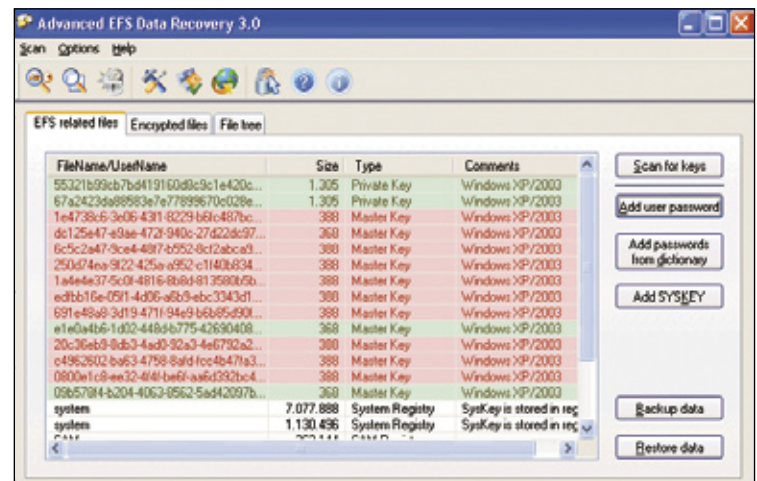 Advanced EFS Data Recovery 3.0
Scan Options Help
EFS related files Encrypted files File tree
FileName/UserName Size Type Comments
55321b99cb7bd419160d8c9c1e420c... 1.305 Private Key Windows XP/2003
67a2423da88583e7e77899670c028e... 1.305 Private Key Windows XP/2003
1e4738c6-3e06-43f1-8229-b6fc487bc... 388 Master Key Windows XP/2003
dc125e47-e9ae-472f-940c-27d22dc97... 368 Master Key Windows XP/2003
6c5c2a47-9ce4-48f7-b552-8cf2abca9... 388 Master Key Windows XP/2003
250d74ea-9f22-425a-a952-c1f40b834... 388 Master Key Windows XP/2003
1a4e4e37-5c0f-4816-8b8d-813580b5b... 388 Master Key Windows XP/2003
edfbb16e-05f1-4d06-a6b9-ebc3343d1... 388 Master Key Windows XP/2003
691e48a8-3d19-471f-94e9-b6b85d90f... 388 Master Key Windows XP/2003
e1e0a4b6-1d02-448d-b775-42690408... 368 Master Key Windows XP/2003
20c36eb9-8db3-4ad0-92a3-4e6792a2... 388 Master Key Windows XP/2003
c4962602-ba63-4758-8afd-fcc4b47fa3... 388 Master Key Windows XP/2003
0800e1c8-ee32-4f4f-be6f-aa6d392bc4... 388 Master Key Windows XP/2003
09b578f4-b204-4063-8562-5ad42097b... 368 Master Key Windows XP/2003
system 7.077.888 System Registry SysKey is stored in reg
system 1.130.496 System Registry SysKey is stored in reg
Scan for keys
Add user password
Add passwords
from dictionary
Add SYSKEY
Backup data
Restore data